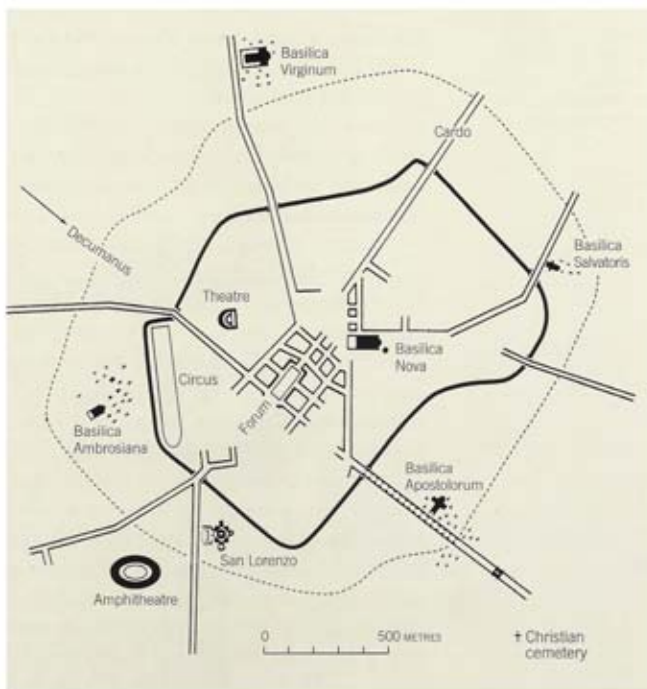 Basilica
Virginum
Cardo
Decumanus
Basilica
Salvatoris
Theatre
Basilica
Nova
Circus
Forum
Basilica
Ambrosiana
Basilica
Apostolorum
San Lorenzo
Amphitheatre
0 500 METRES
† Christian
cemetery